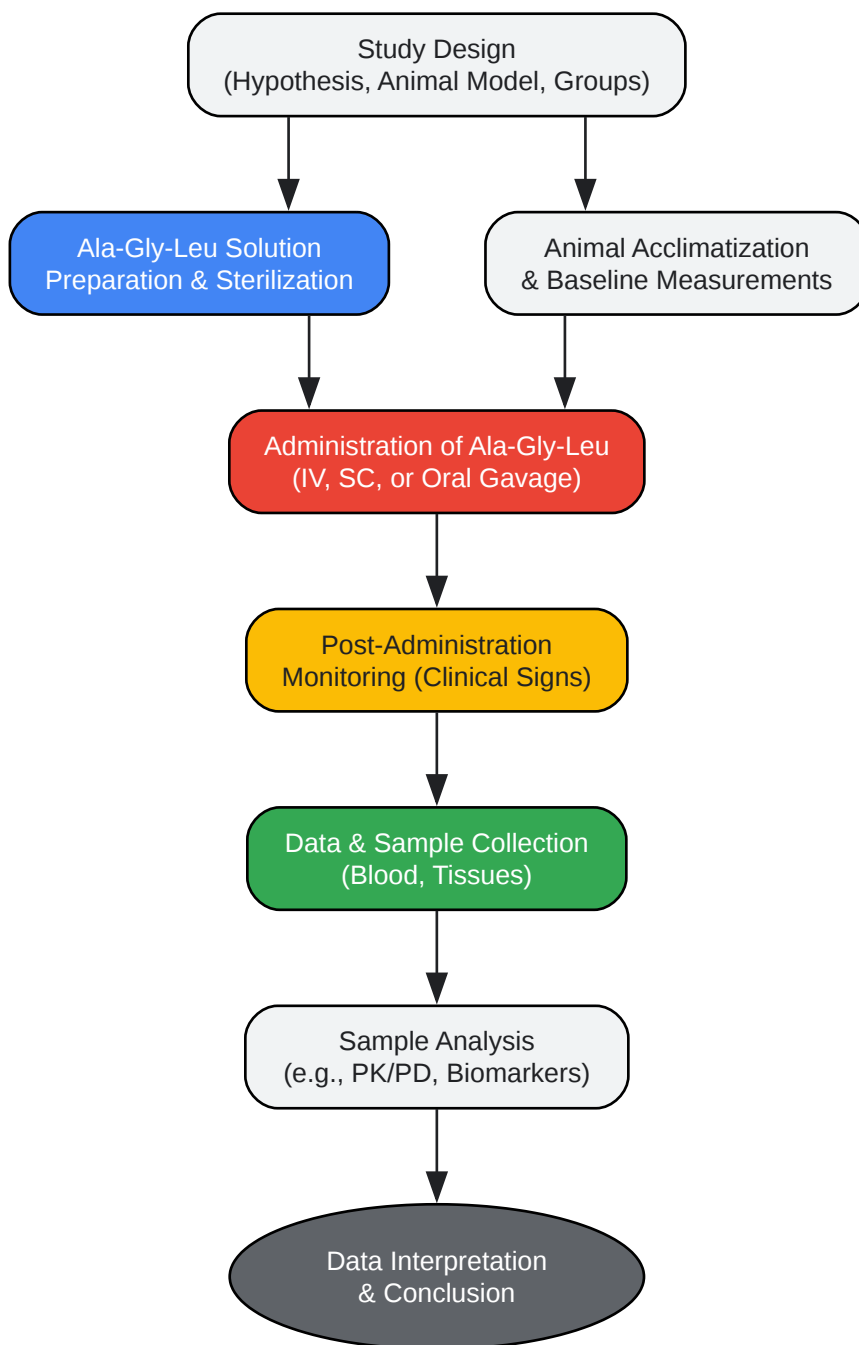 Study Design
(Hypothesis, Animal Model, Groups)
Ala-Gly-Leu Solution
Preparation & Sterilization
Animal Acclimatization
& Baseline Measurements
Administration of Ala-Gly-Leu
(IV, SC, or Oral Gavage)
Post-Administration
Monitoring (Clinical Signs)
Data & Sample Collection
(Blood, Tissues)
Sample Analysis
(e.g., PK/PD, Biomarkers)
Data Interpretation
& Conclusion